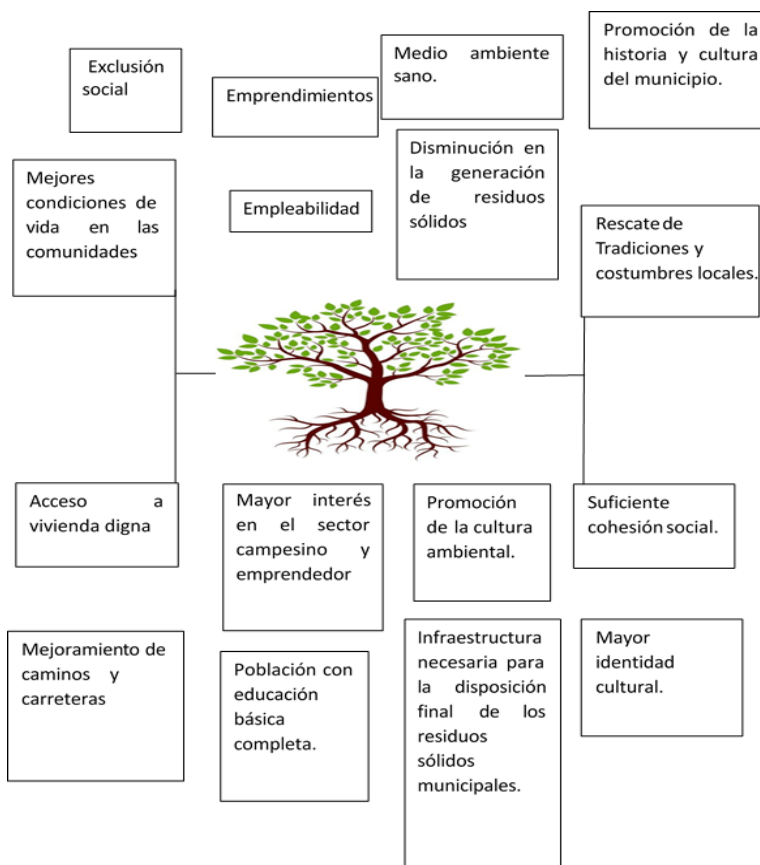 Exclusión
social
Emprendimientos
Medio ambiente
sano.
Promoción de la
historia y cultura
del municipio.
Mejores
condiciones de
vida en las
comunidades
Empleabilidad
Disminución en
la generación
de residuos
sólidos
Rescate de
Tradiciones y
costumbres locales.
Acceso a
vivienda digna
Mayor interés
en el sector
campesino y
emprendedor
Promoción
de la cultura
ambiental.
Suficiente
cohesión social.
Mejoramiento de
caminos y
carreteras
Población con
educación
básica
completa.
Infraestructura
necesaria para
la disposición
final de los
residuos
sólidos
municipales.
Mayor
identidad
cultural.